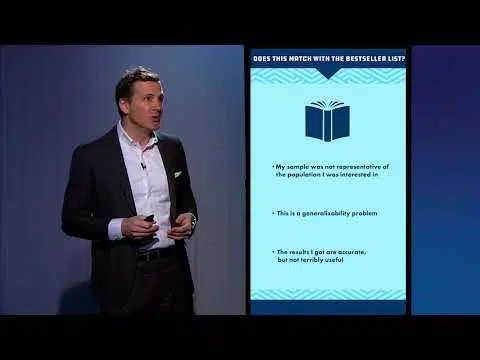 DOES THIS MATCH WITH THE BESTSELLER LIST?
• My sample was not representative of
the population I was interested in
• This is a generalisability problem
• The results I got are accurate,
but not terribly useful